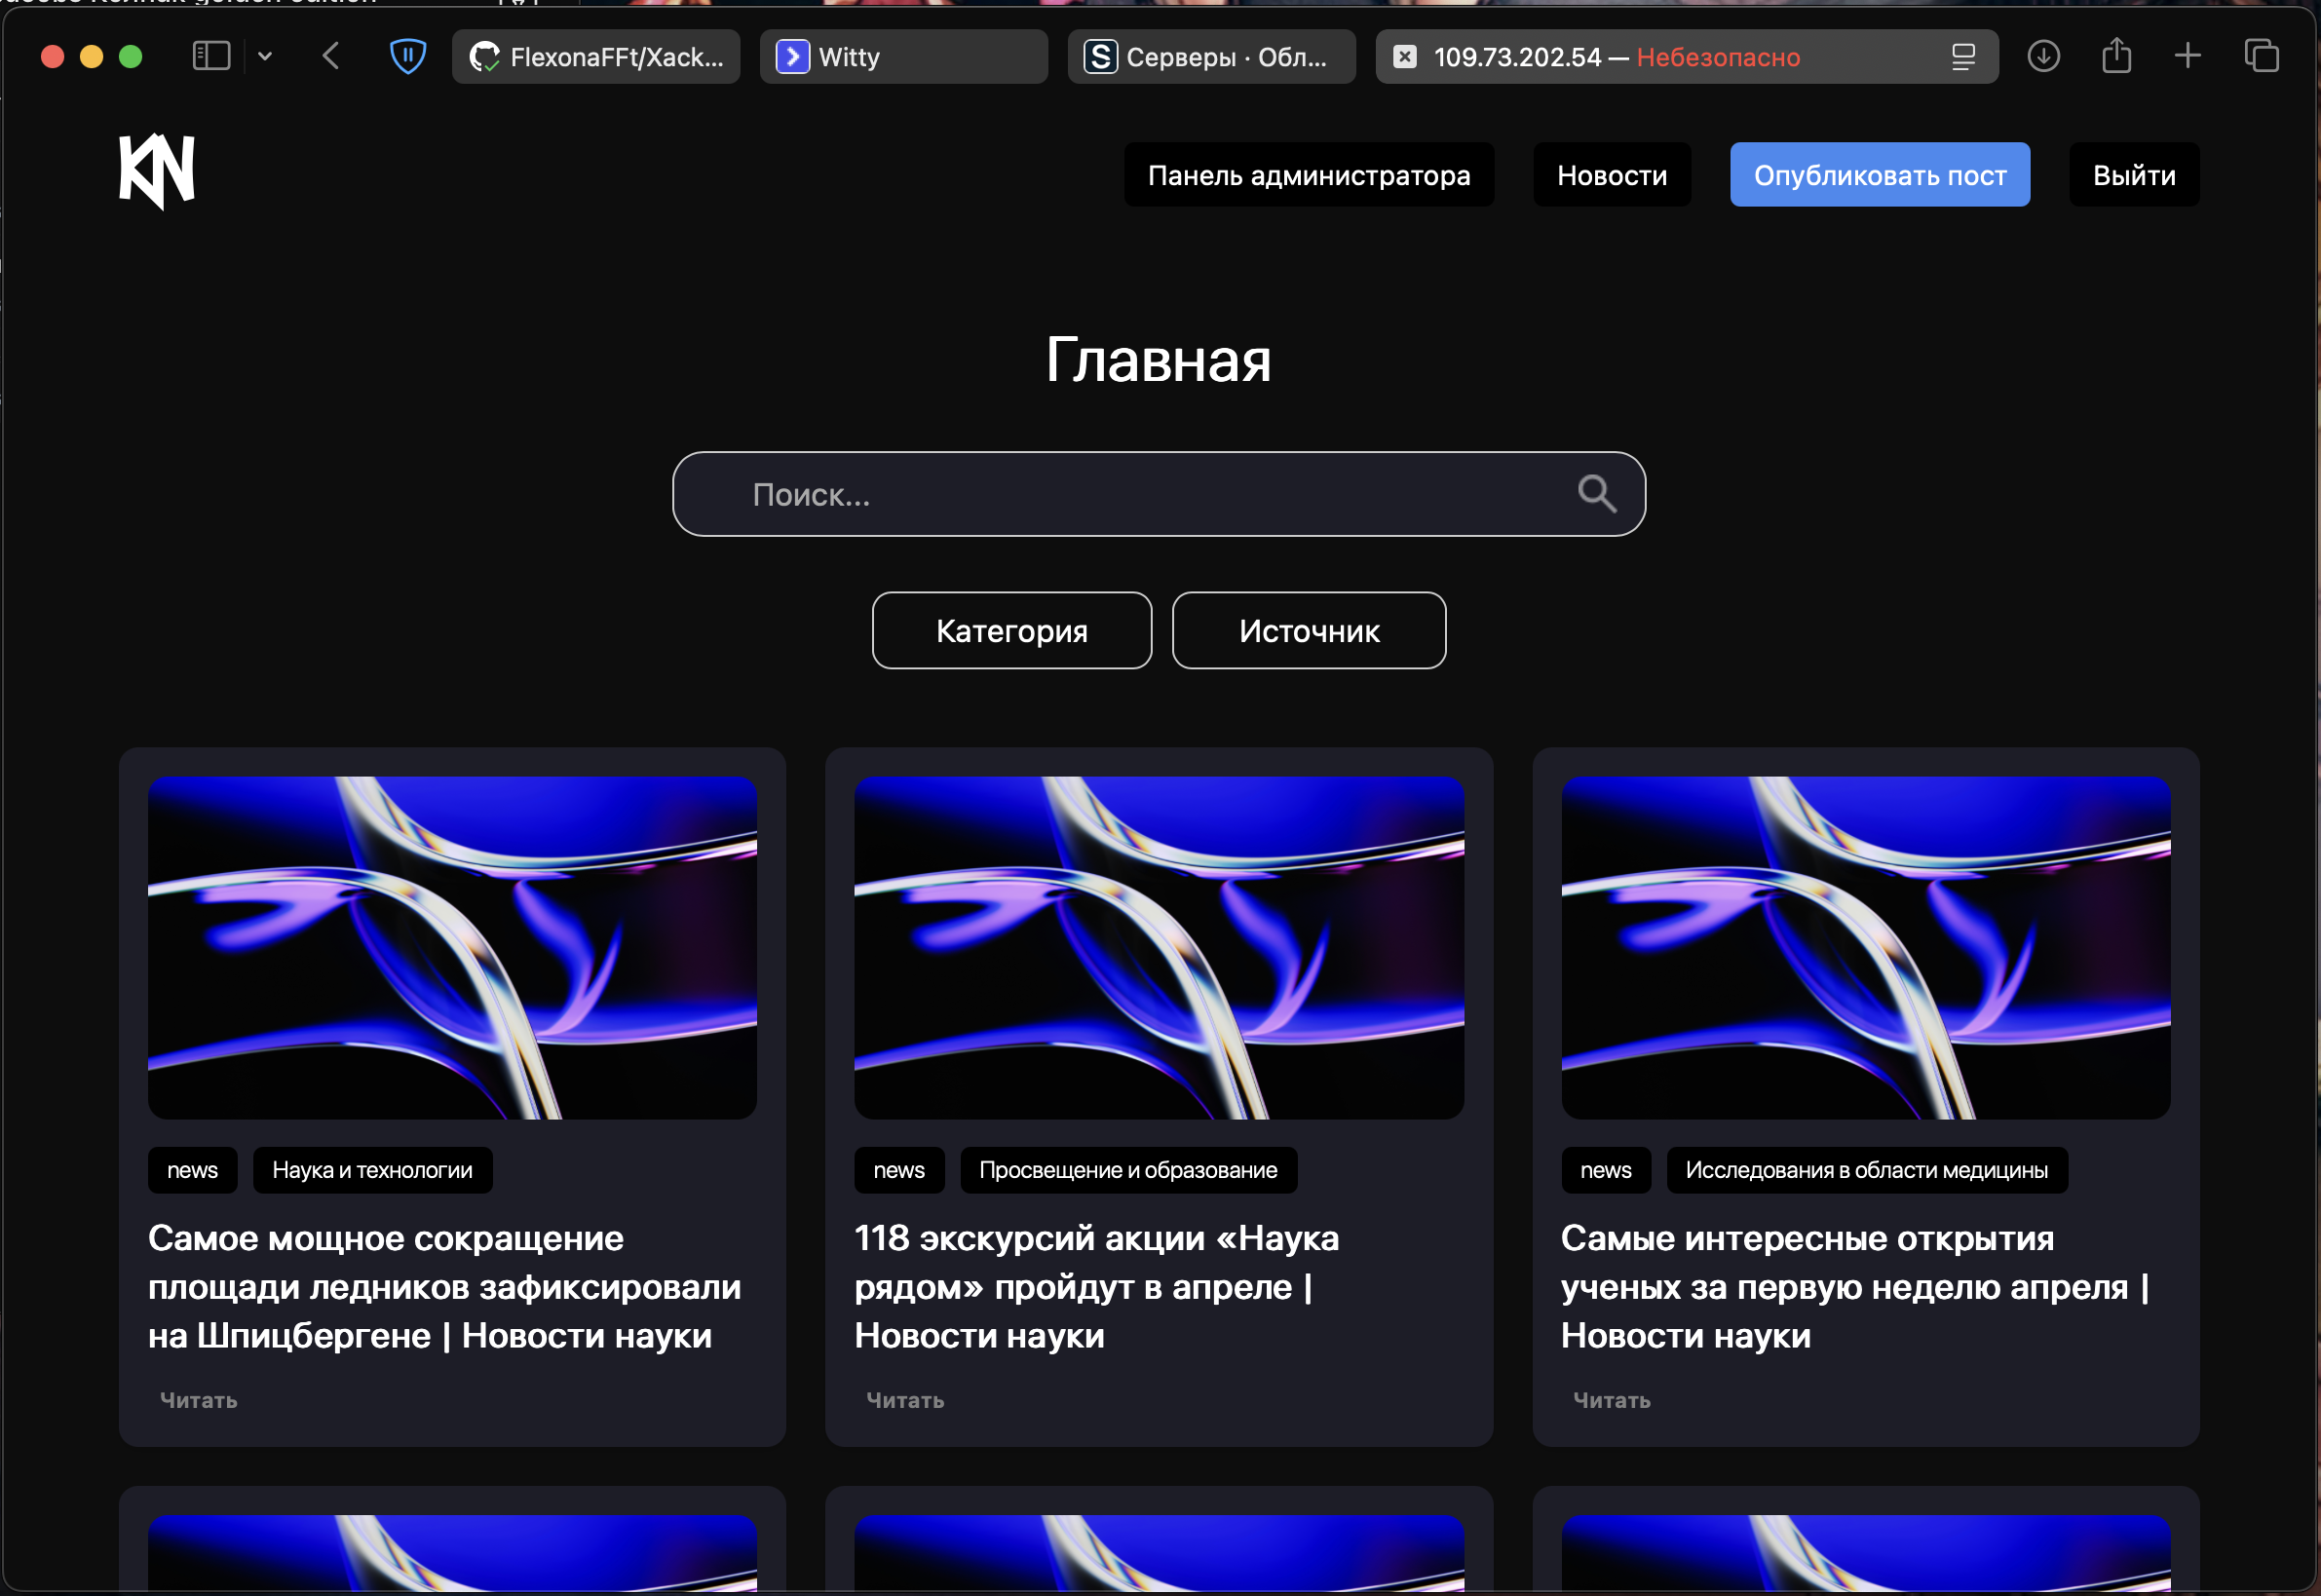 FlexonaFFt/Xack...
Witty
Серверы · Обл...
109.73.202.54 — Небезопасно
KN
Панель администратора
Новости
Опубликовать пост
Выйти
Главная
Поиск...
Категория
Источник
news
Наука и технологии
Самое мощное сокращение
площади ледников зафиксировали
на Шпицбергене | Новости науки
Читать
news
Просвещение и образование
118 экскурсий акции «Наука
рядом» пройдут в апреле |
Новости науки
Читать
news
Исследования в области медицины
Самые интересные открытия
ученых за первую неделю апреля |
Новости науки
Читать